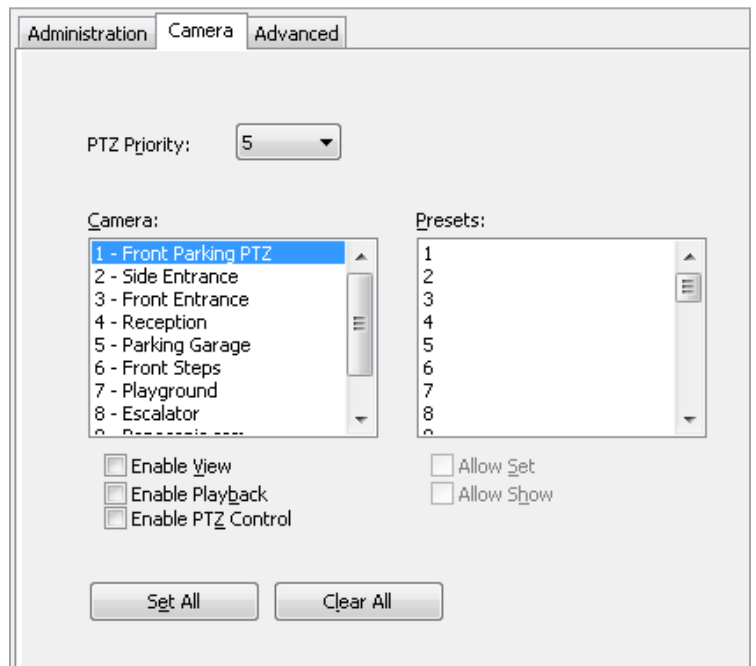 Administration Camera Advanced
PTZ Priority: 5
Camera:
1 - Front Parking PTZ
2 - Side Entrance
3 - Front Entrance
4 - Reception
5 - Parking Garage
6 - Front Steps
7 - Playground
8 - Escalator
Presets:
1
2
3
4
5
6
7
8
Enable View
Enable Playback
Enable PTZ Control
Allow Set
Allow Show
Set All
Clear All